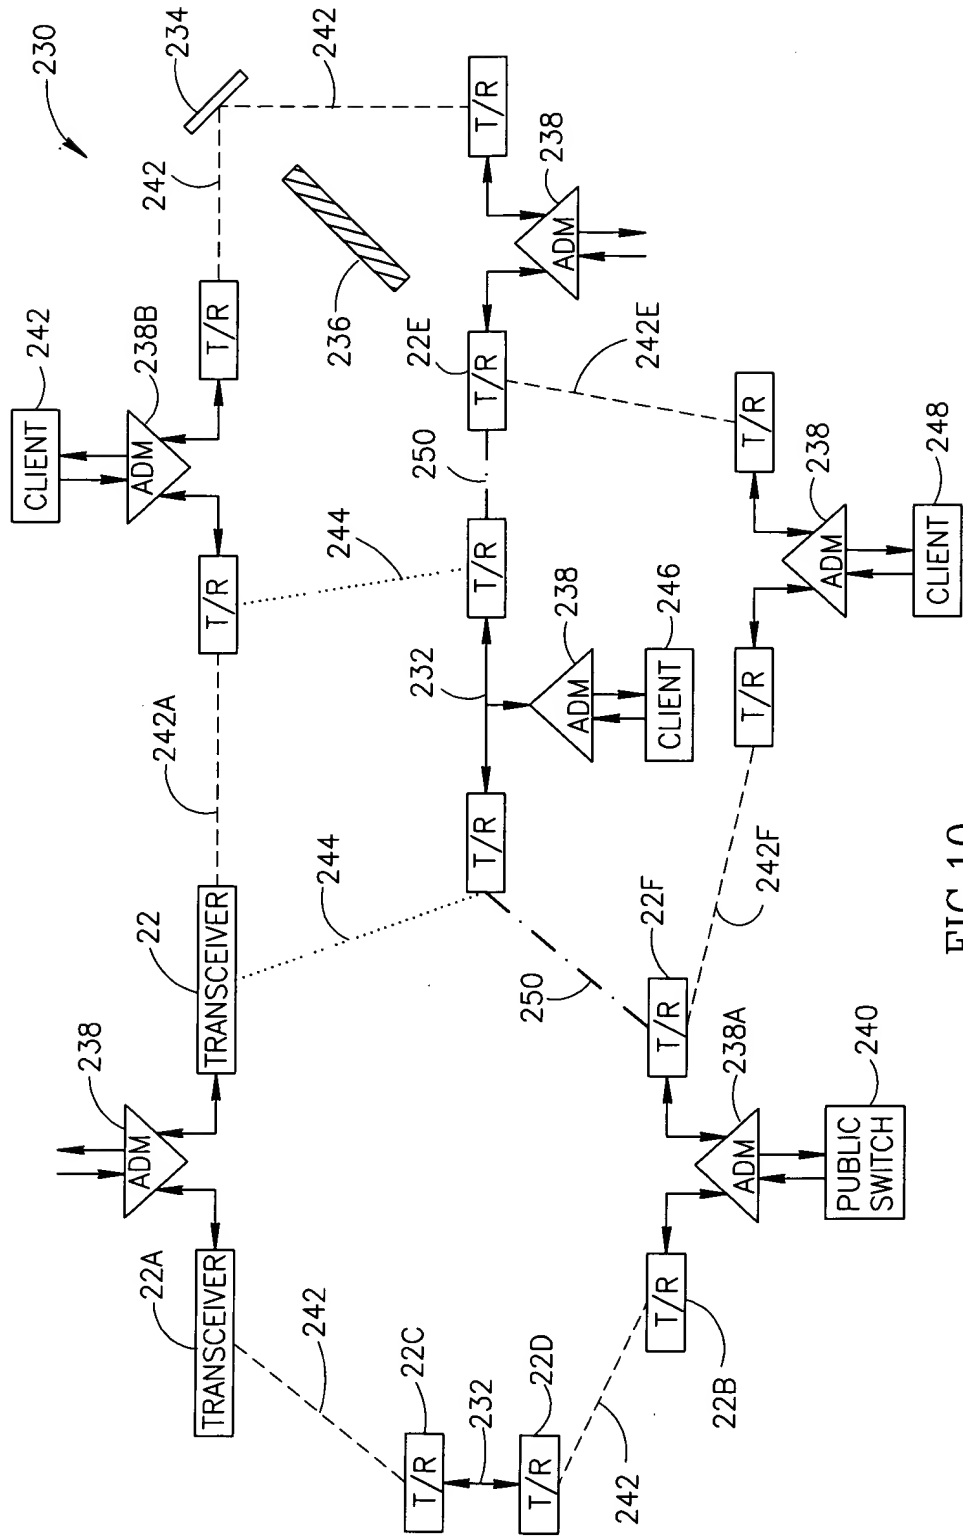 CLIENT
242
230
238
ADM
ADM
22A
22
242A
238B
242
234
TRANSCEIVER
TRANSCEIVER
T/R
T/R
242
244
244
236
242
22C
232
250
22E
T/R
232
T/R
T/R
T/R
T/R
T/R
22D
250
238
238
ADM
ADM
242
22F
246
242E
T/R
T/R
CLIENT
22B
238A
ADM
T/R
T/R
242F
238
ADM
PUBLIC
SWITCH
240
CLIENT
248
FIG.